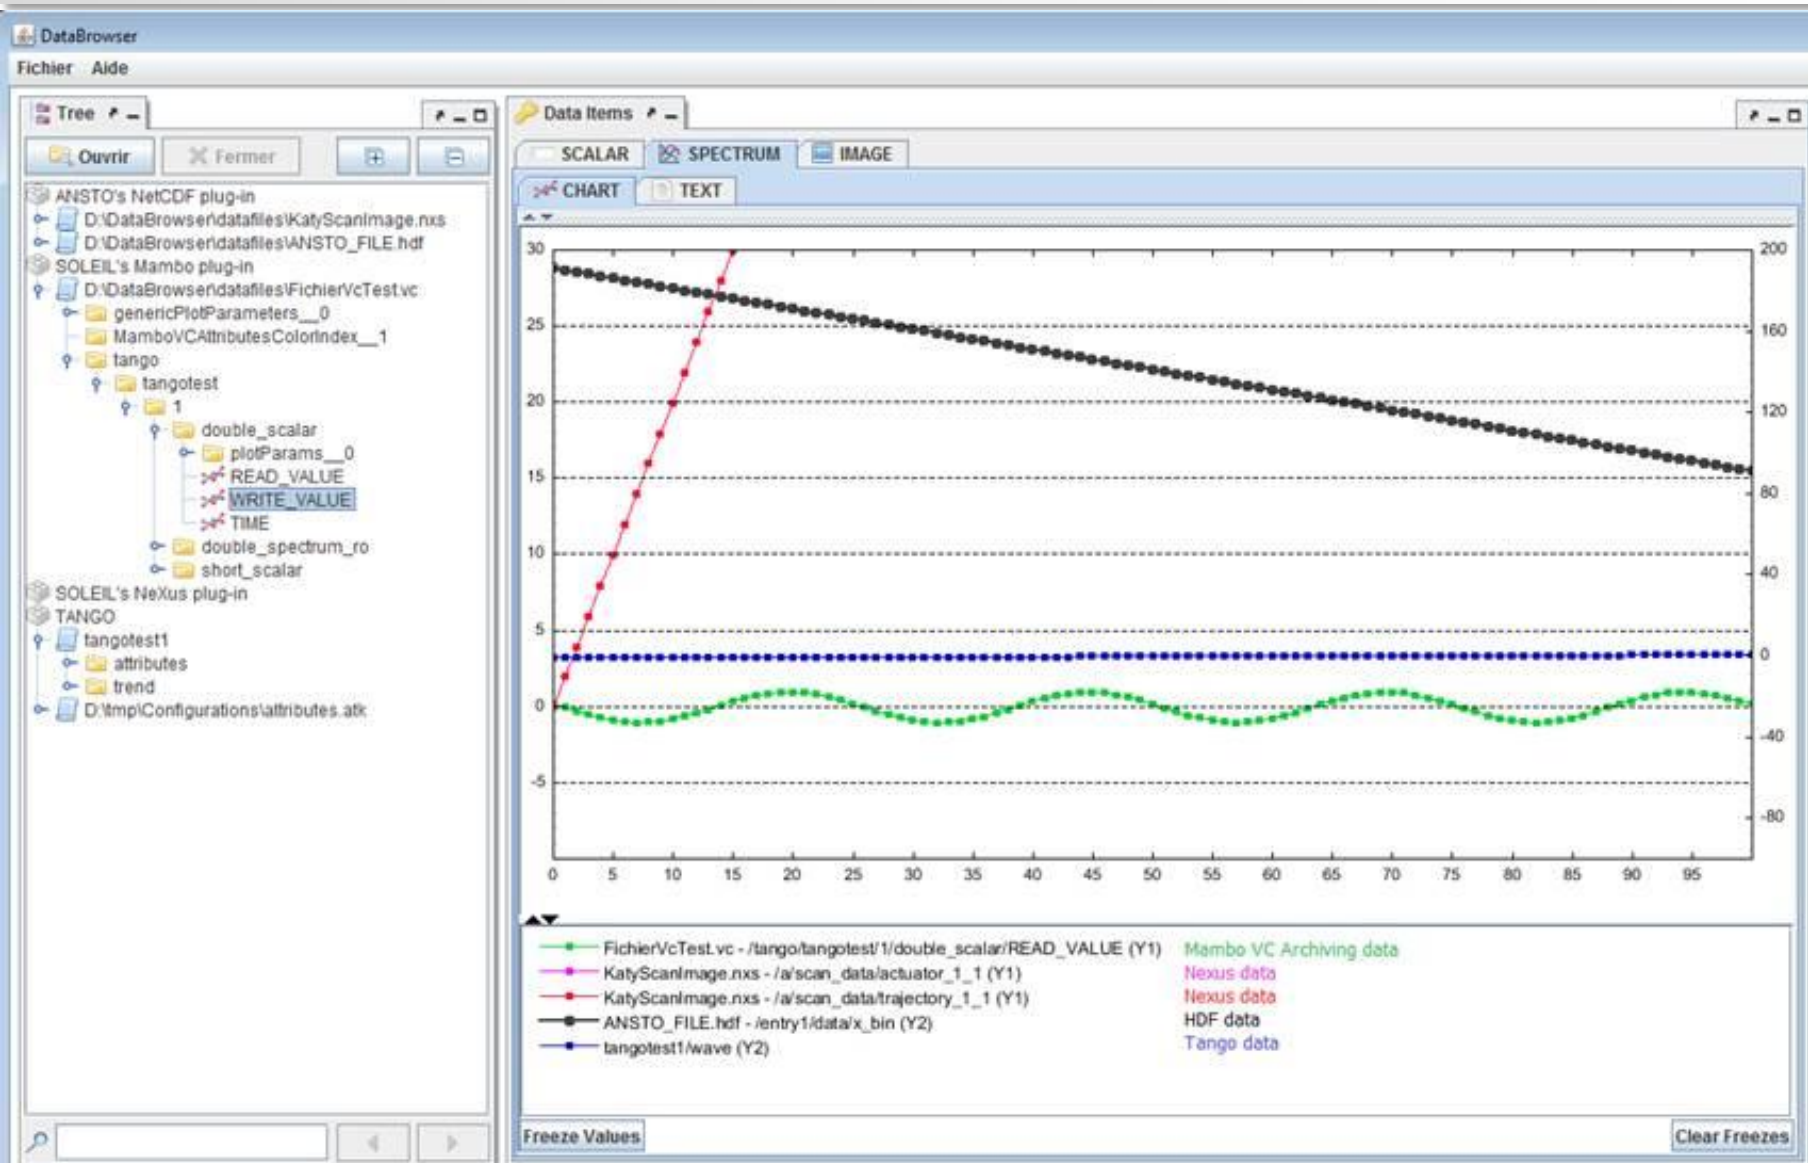 DataBrowser
Fichier Aide
Tree
Ouvrir Fermer
ANSTO's NetCDF plug-in
D:\DataBrowser\datafiles\KatyScanImage.nxs
D:\DataBrowser\datafiles\ANSTO_FILE.hdf
SOLEIL's Mambo plug-in
D:\DataBrowser\datafiles\FichierVcTest.vc
genericPlotParameters__0
MamboVCAttributesColorIndex__1
tango
tangotest
1
double_scalar
plotParams__0
READ_VALUE
WRITE_VALUE
TIME
double_spectrum_ro
short_scalar
SOLEIL's NeXus plug-in
TANGO
tangotest1
attributes
trend
D:\tmp\Configurations\attributes.atk
Data Items
SCALAR SPECTRUM IMAGE
CHART TEXT
30
25
20
15
10
5
0
-5
200
160
120
80
40
0
-40
-80
0 5 10 15 20 25 30 35 40 45 50 55 60 65 70 75 80 85 90 95
FichierVcTest.vc - /tango/tangotest/1/double_scalar/READ_VALUE (Y1) Mambo VC Archiving data
KatyScanImage.nxs - /a/scan_data/actuator_1_1 (Y1) Nexus data
KatyScanImage.nxs - /a/scan_data/trajectory_1_1 (Y1) Nexus data
ANSTO_FILE.hdf - /entry1/data/x_bin (Y2) HDF data
tangotest1/wave (Y2) Tango data
Freeze Values Clear Freezes